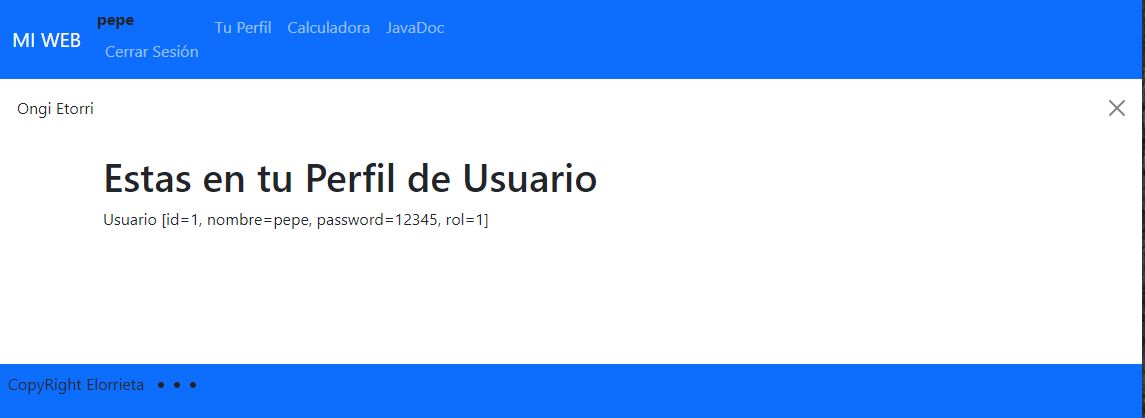 MI WEB
pepe
Cerrar Sesión
Tu Perfil
Calculadora
JavaDoc
Ongi Etorri
Estas en tu Perfil de Usuario
Usuario [id=1, nombre=pepe, password=12345, rol=1]
CopyRight Elorrieta